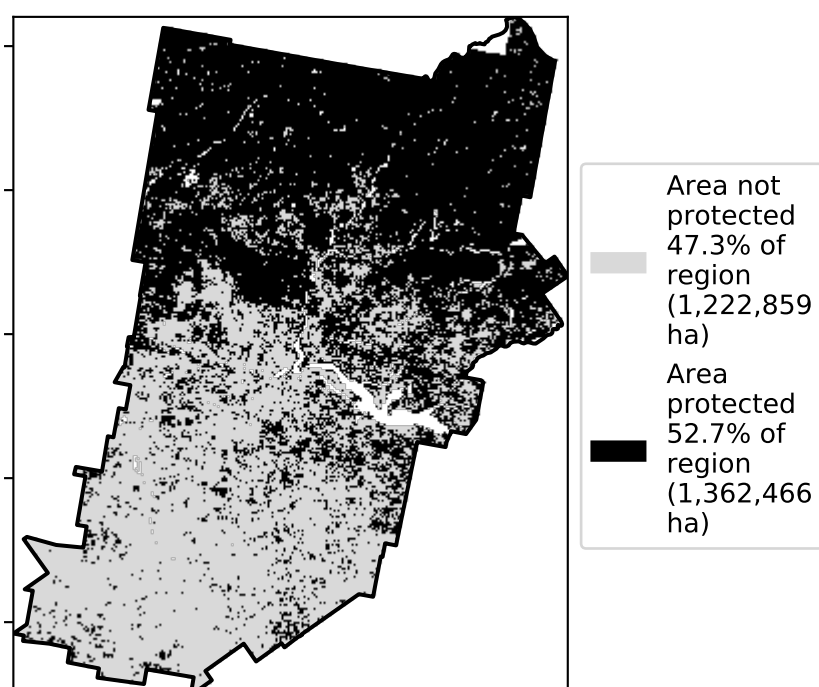 Area not
protected
47.3% of
region
(1,222,859
ha)
Area
protected
52.7% of
region
(1,362,466
ha)